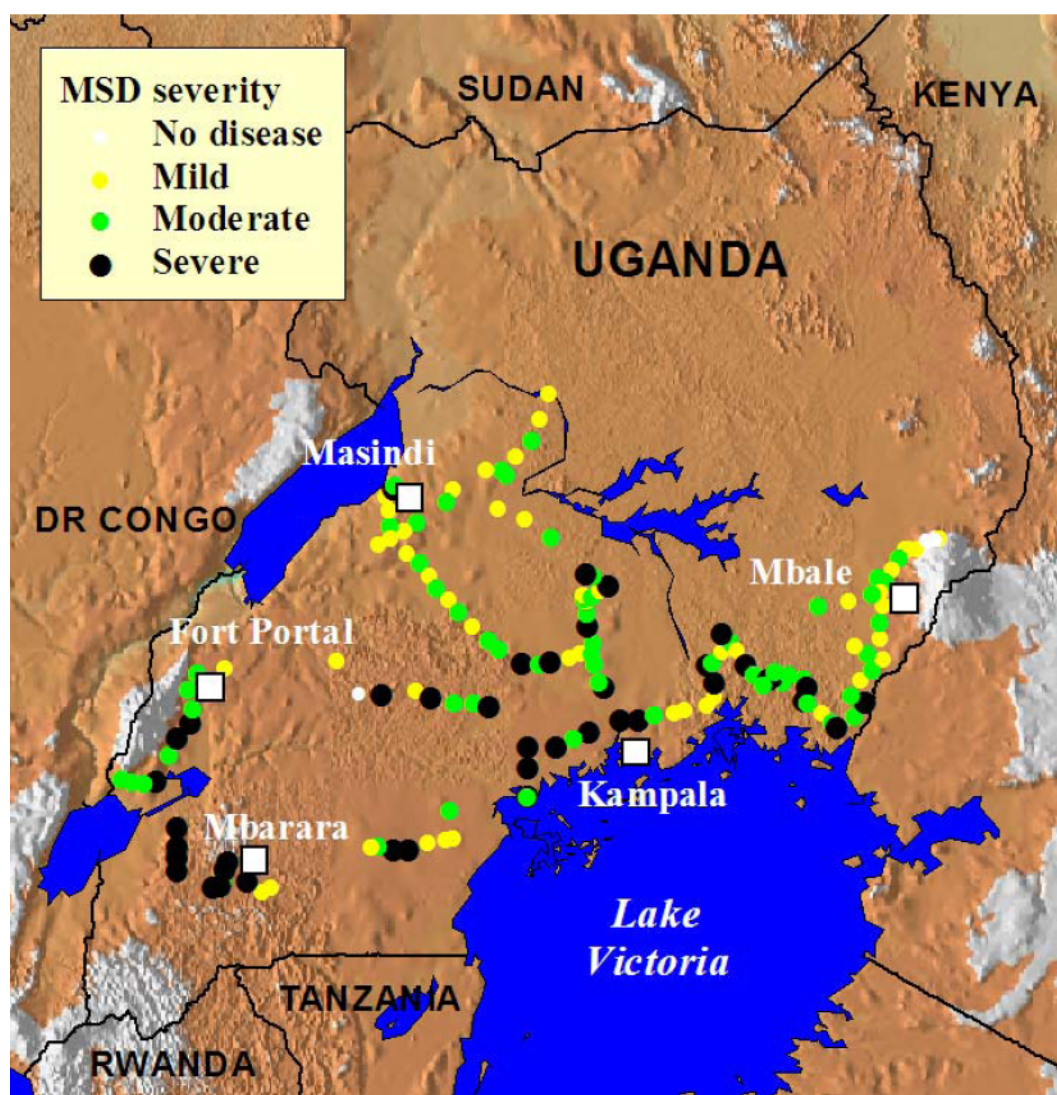 MSD severity
No disease
Mild
Moderate
Severe
SUDAN
KENYA
UGANDA
Masindi
DR CONGO
Mbale
Fort Portal
Kampala
Mbarara
Lake
Victoria
TANZANIA
RWANDA